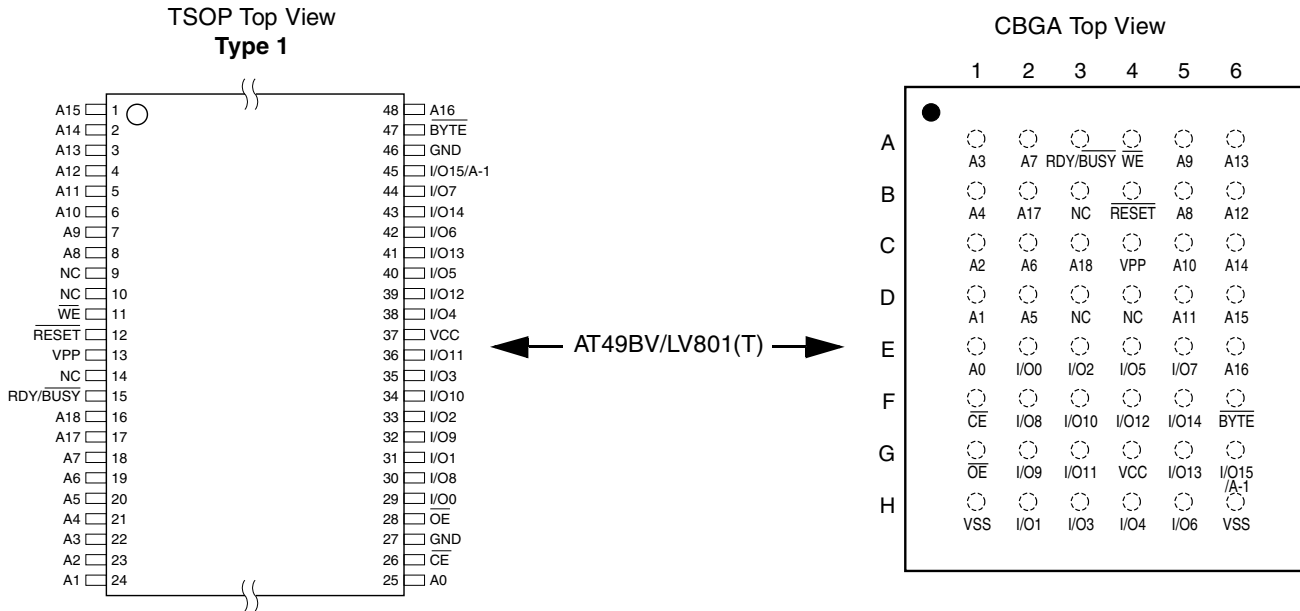 TSOP Top View
Type 1
A15 1 48 A16
A14 2 47 BYTE
A13 3 46 GND
A12 4 45 I/O15/A-1
A11 5 44 I/O7
A10 6 43 I/O14
A9 7 42 I/O6
A8 8 41 I/O13
NC 9 40 I/O5
NC 10 39 I/O12
WE 11 38 I/O4
RESET 12 37 VCC
VPP 13 36 I/O11
NC 14 35 I/O3
RDY/BUSY 15 34 I/O10
A18 16 33 I/O2
A17 17 32 I/O9
A7 18 31 I/O1
A6 19 30 I/O8
A5 20 29 I/O0
A4 21 28 OE
A3 22 27 GND
A2 23 26 CE
A1 24 25 A0
AT49BV/LV801(T)
CBGA Top View
1 2 3 4 5 6
A
A3 A7 RDY/BUSY WE A9 A13
B
A4 A17 NC RESET A8 A12
C
A2 A6 A18 VPP A10 A14
D
A1 A5 NC NC A11 A15
E
A0 I/O0 I/O2 I/O5 I/O7 A16
F
CE I/O8 I/O10 I/O12 I/O14 BYTE
G
OE I/O9 I/O11 VCC I/O13 I/O15
/A-1
H
VSS I/O1 I/O3 I/O4 I/O6 VSS